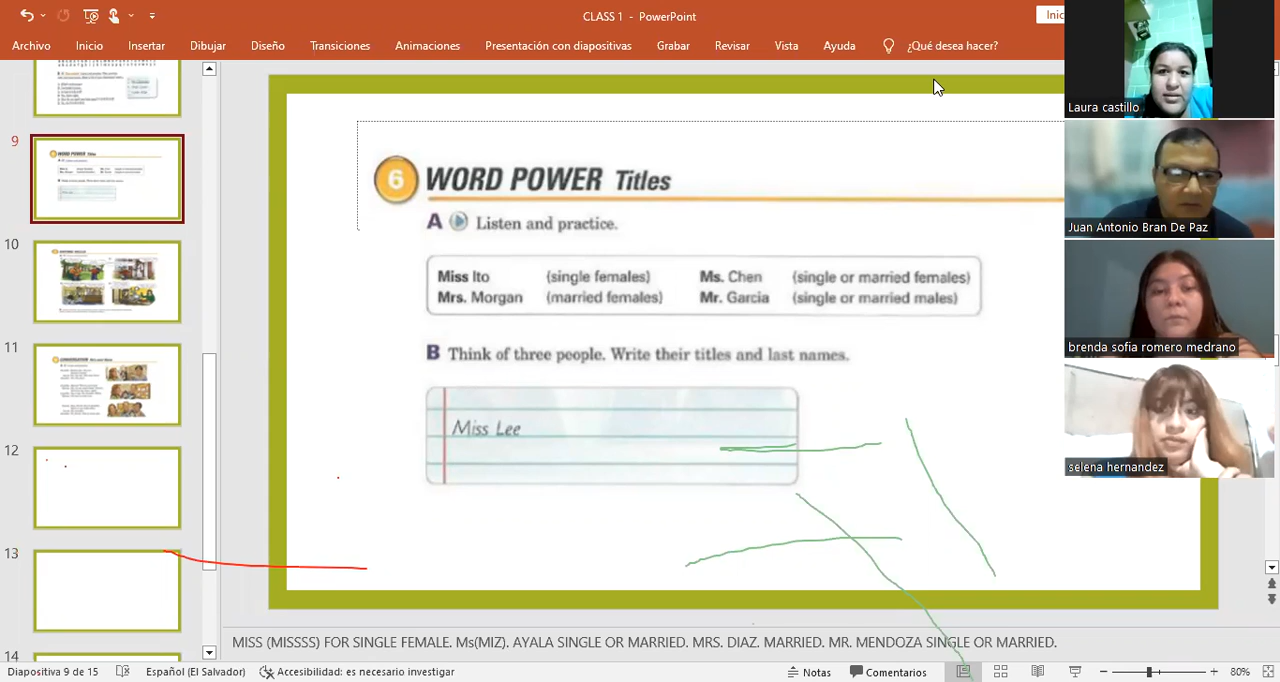 CLASS 1 - PowerPoint
Inic
Archivo Inicio Insertar Dibujar Diseño Transiciones Animaciones Presentación con diapositivas Grabar Revisar Vista Ayuda ¿Qué desea hacer?
Laura castillo
Juan Antonio Bran De Paz
brenda sofia romero medrano
selena hernandez
9
10
11
12
13
14
6 WORD POWER Titles
A Listen and practice.
Miss Ito (single females) Ms. Chen (single or married females)
Mrs. Morgan (married females) Mr. Garcia (single or married males)
B Think of three people. Write their titles and last names.
Miss Lee
MISS (MISSSS) FOR SINGLE FEMALE. Ms(MIZ). AYALA SINGLE OR MARRIED. MRS. DIAZ. MARRIED. MR. MENDOZA SINGLE OR MARRIED.
Diapositiva 9 de 15 Español (El Salvador) Accesibilidad: es necesario investigar Notas Comentarios 80%